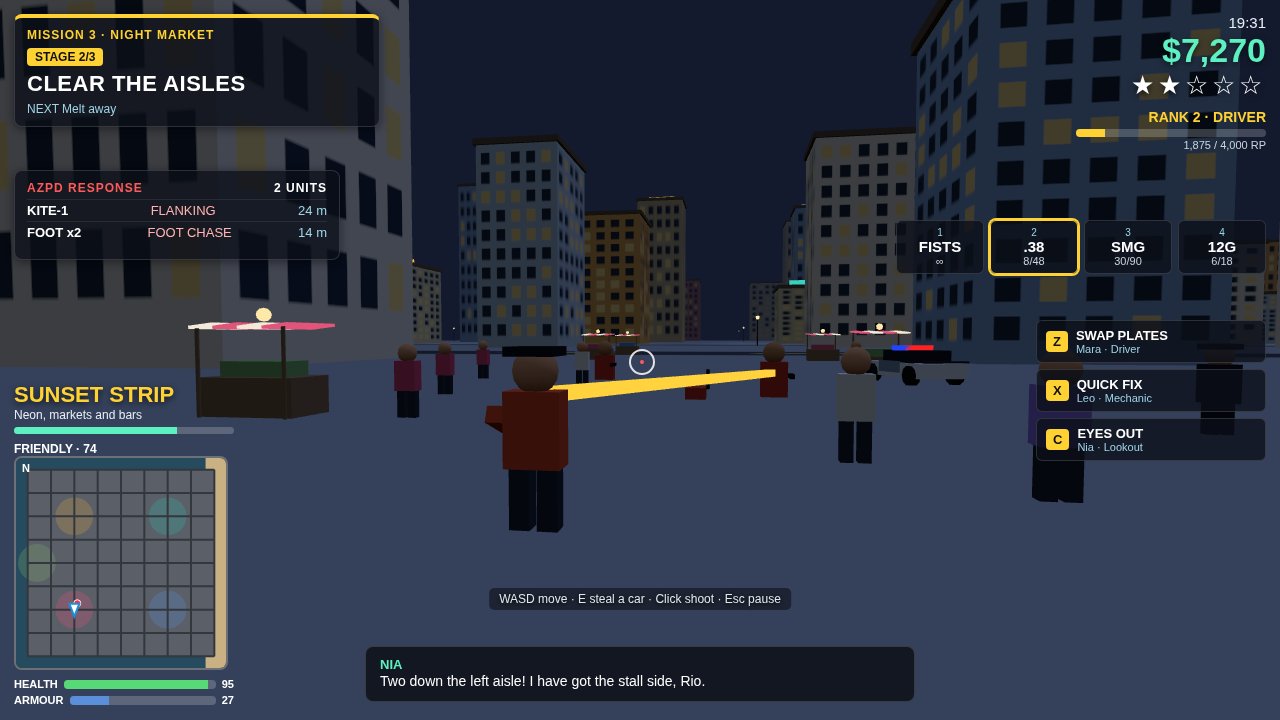 MISSION 3 · NIGHT MARKET
STAGE 2/3
CLEAR THE AISLES
NEXT Melt away
AZPD RESPONSE 2 UNITS
KITE-1 FLANKING 24 m
FOOT x2 FOOT CHASE 14 m
19:31
$7,270
★★☆☆☆
RANK 2 · DRIVER
1,875 / 4,000 RP
1 2 3 4
FISTS .38 SMG 12G
∞ 8/48 30/90 6/18
Z SWAP PLATES
Mara · Driver
X QUICK FIX
Leo · Mechanic
C EYES OUT
Nia · Lookout
SUNSET STRIP
Neon, markets and bars
FRIENDLY · 74
N
HEALTH 95
ARMOUR 27
WASD move · E steal a car · Click shoot · Esc pause
NIA
Two down the left aisle! I have got the stall side, Rio.